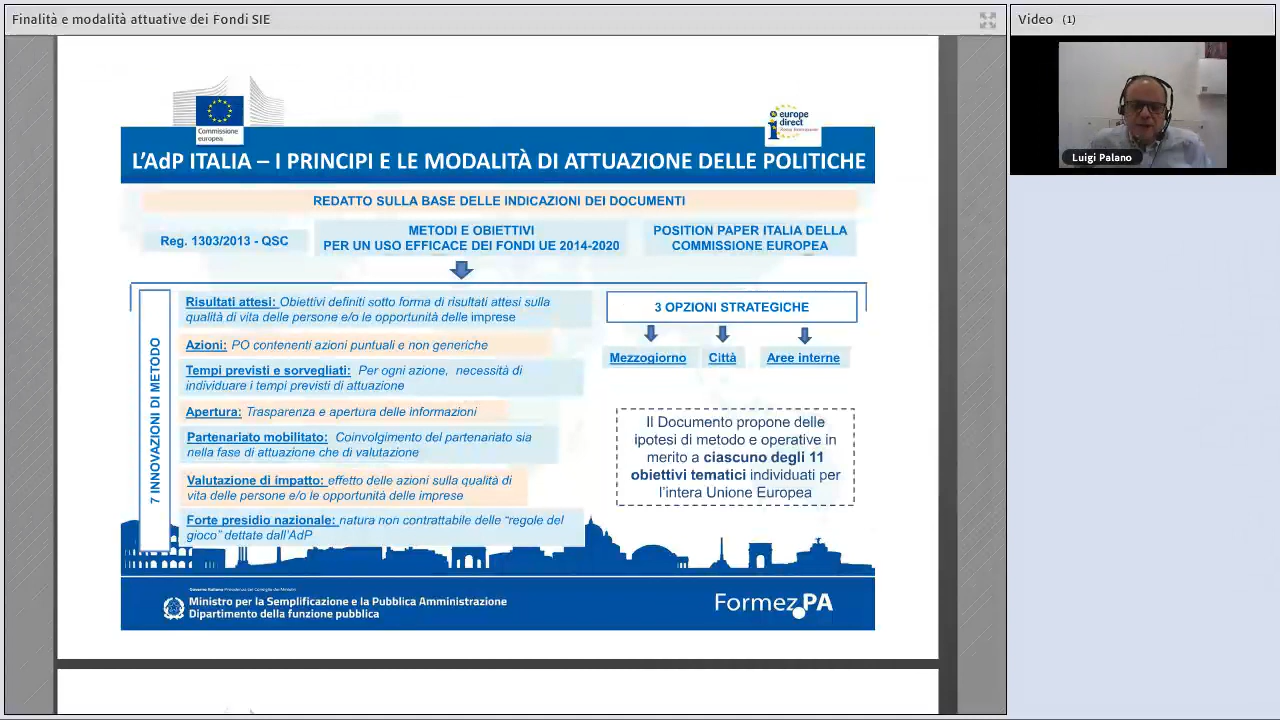 Finalità e modalità attuative dei Fondi SIE
Video (1)
Luigi Palano
Commissione
europea
europe
direct
L'AdP ITALIA – I PRINCIPI E LE MODALITÀ DI ATTUAZIONE DELLE POLITICHE
REDATTO SULLA BASE DELLE INDICAZIONI DEI DOCUMENTI
Reg. 1303/2013 - QSC
METODI E OBIETTIVI
PER UN USO EFFICACE DEI FONDI UE 2014-2020
POSITION PAPER ITALIA DELLA
COMMISSIONE EUROPEA
7 INNOVAZIONI DI METODO
Risultati attesi: Obiettivi definiti sotto forma di risultati attesi sulla
qualità di vita delle persone e/o le opportunità delle imprese
Azioni: PO contenenti azioni puntuali e non generiche
Tempi previsti e sorvegliati: Per ogni azione, necessità di
individuare i tempi previsti di attuazione
Apertura: Trasparenza e apertura delle informazioni
Partenariato mobilitato: Coinvolgimento del partenariato sia
nella fase di attuazione che di valutazione
Valutazione di impatto: effetto delle azioni sulla qualità di
vita delle persone e/o le opportunità delle imprese
Forte presidio nazionale: natura non contrattabile delle "regole del
gioco" dettate dall'AdP
3 OPZIONI STRATEGICHE
Mezzogiorno Città Aree interne
Il Documento propone delle
ipotesi di metodo e operative in
merito a ciascuno degli 11
obiettivi tematici individuati per
l'intera Unione Europea
Ministro per la Semplificazione e la Pubblica Amministrazione
Dipartimento della funzione pubblica
Formez PA